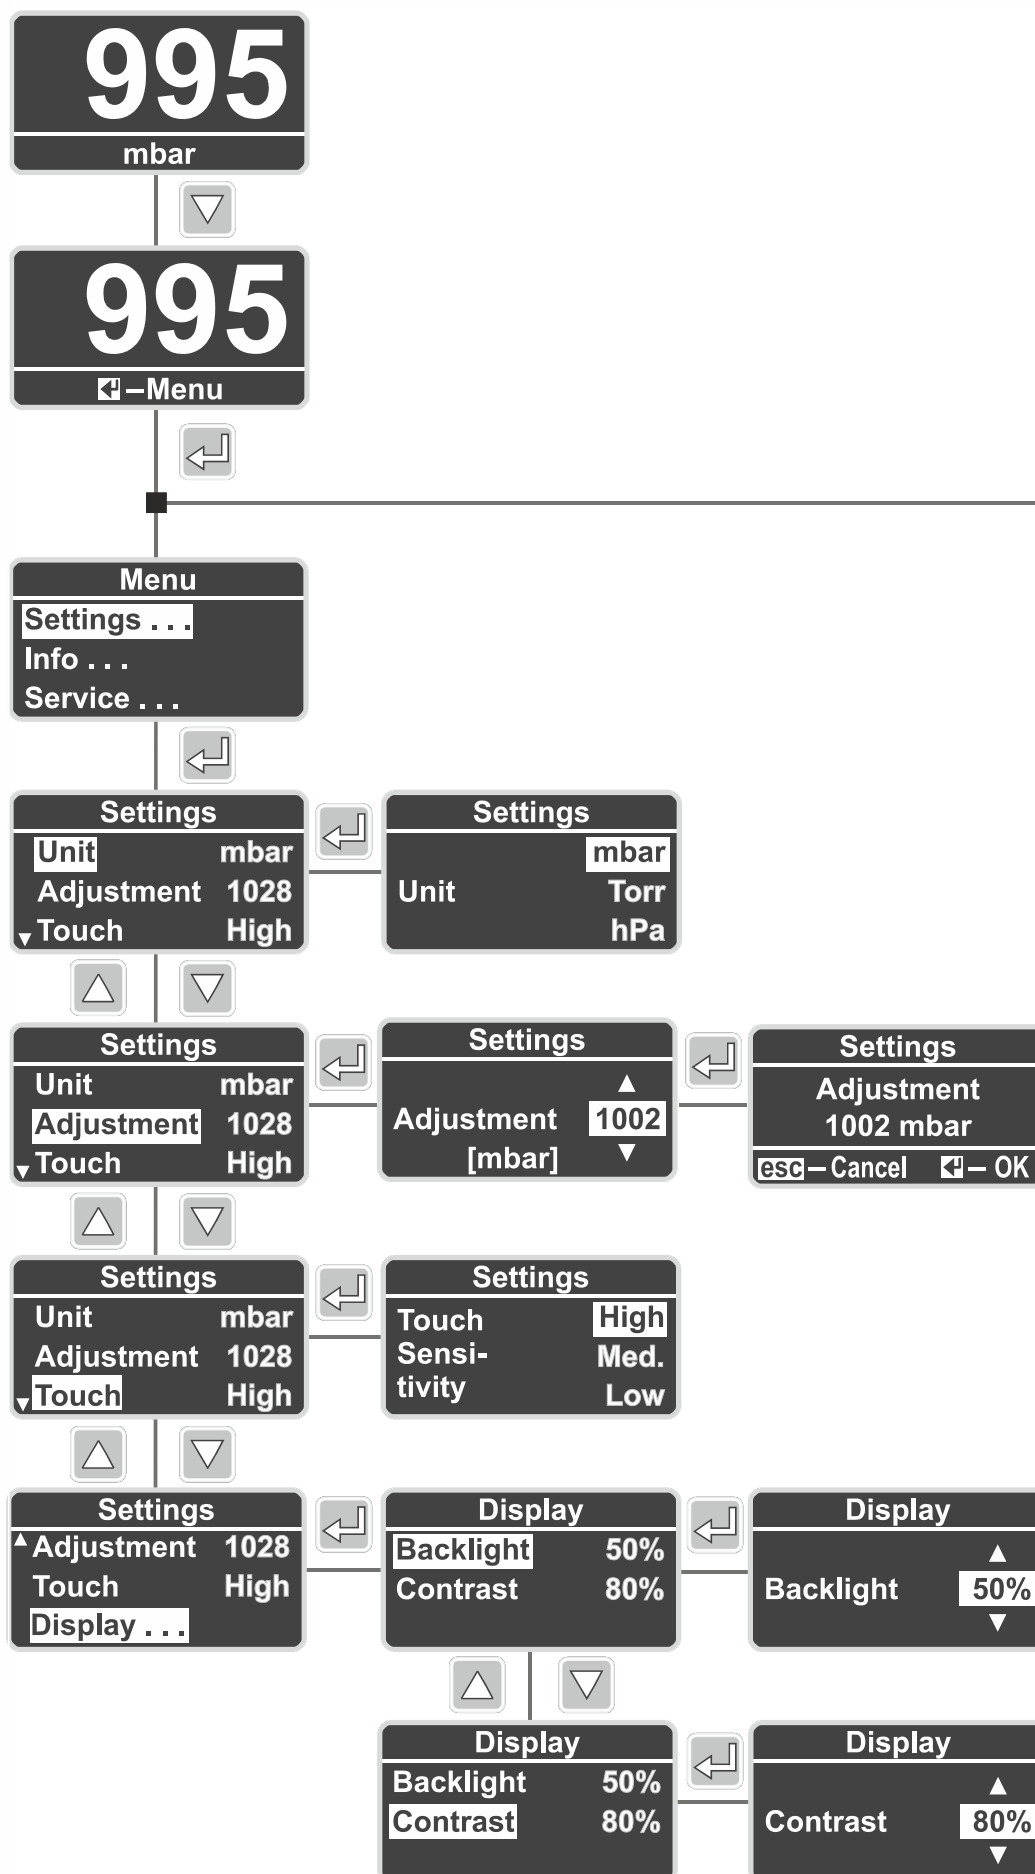 995
mbar
995
–Menu
Menu
Settings . . .
Info . . .
Service . . .
Settings
Unit mbar
Adjustment 1028
Touch High
Settings
mbar
Unit Torr
hPa
Settings
Unit mbar
Adjustment 1028
Touch High
Settings
Adjustment 1002
[mbar]
Settings
Adjustment
1002 mbar
esc – Cancel – OK
Settings
Unit mbar
Adjustment 1028
Touch High
Settings
Touch High
Sensi- Med.
tivity Low
Settings
Adjustment 1028
Touch High
Display . . .
Display
Backlight 50%
Contrast 80%
Display
Backlight 50%
Display
Backlight 50%
Contrast 80%
Display
Contrast 80%